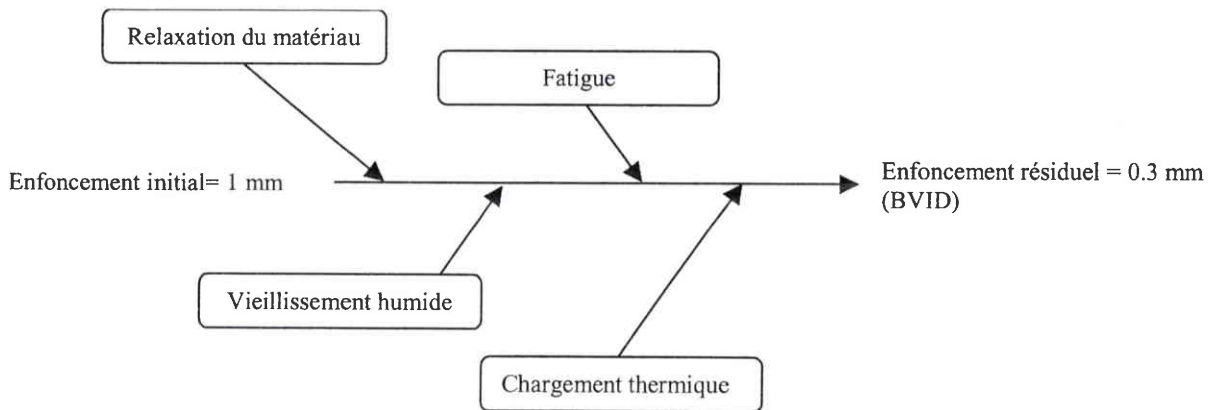 Relaxation du matériau
Fatigue
Enfoncement initial= 1 mm
Enfoncement résiduel = 0.3 mm
(BVID)
Vieillissement humide
Chargement thermique